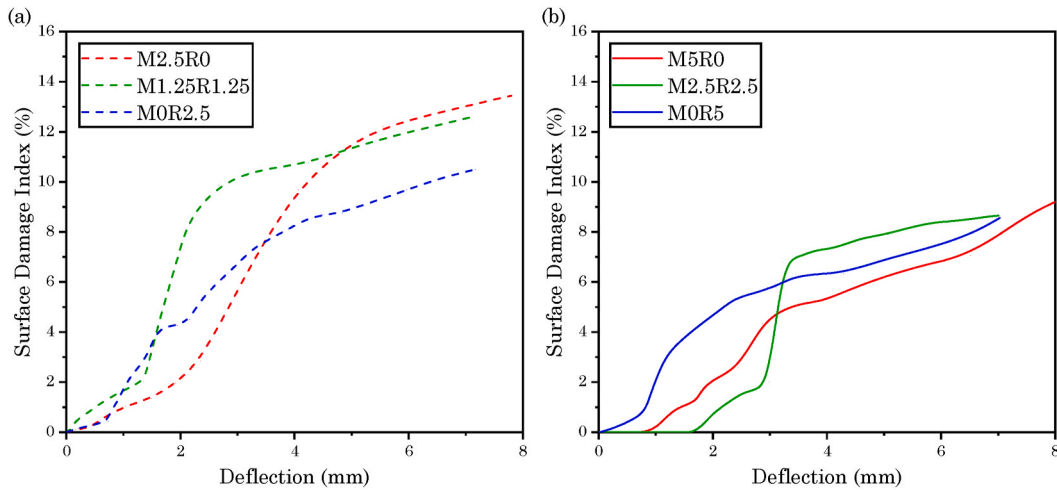 (a)
16
14
12
10
8
6
4
2
0
Surface Damage Index (%)
M2.5R0
M1.25R1.25
M0R2.5
0 2 4 6 8
Deflection (mm)
(b)
16
14
12
10
8
6
4
2
0
Surface Damage Index (%)
M5R0
M2.5R2.5
M0R5
0 2 4 6 8
Deflection (mm)